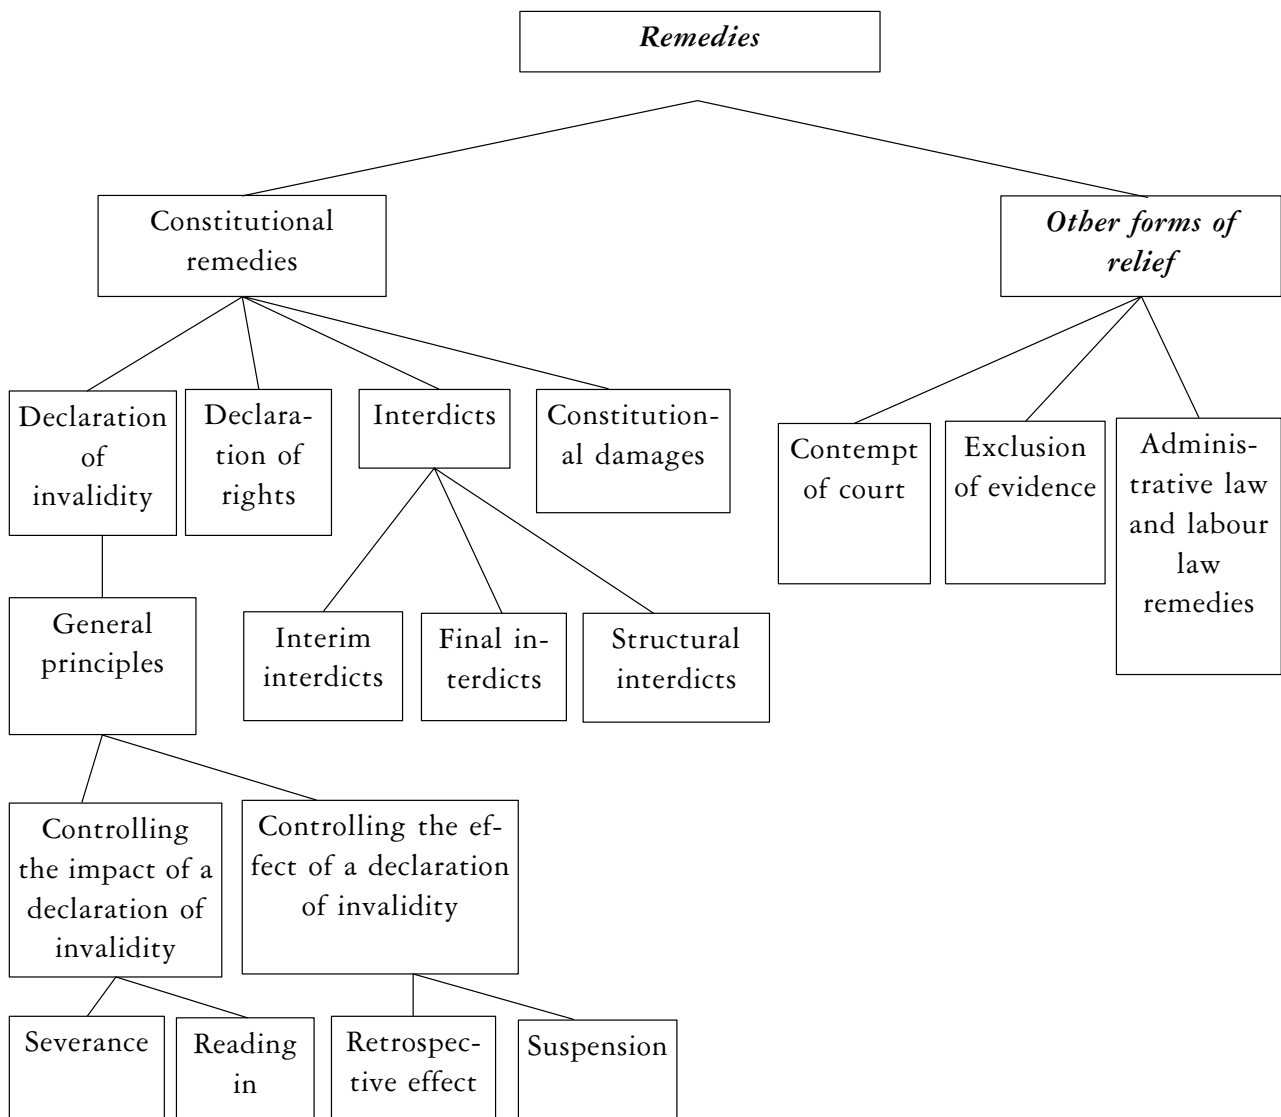 Remedies
Constitutional
remedies
Other forms of
relief
Declaration
of
invalidity
Declara-
tion of
rights
Interdicts
Constitution-
al damages
Contempt
of court
Exclusion
of evidence
Adminis-
trative law
and labour
law
remedies
General
principles
Interim
interdicts
Final in-
terdicts
Structural
interdicts
Controlling
the impact of a
declaration of
invalidity
Controlling the ef-
fect of a declaration
of invalidity
Severance
Reading
in
Retrospec-
tive effect
Suspension